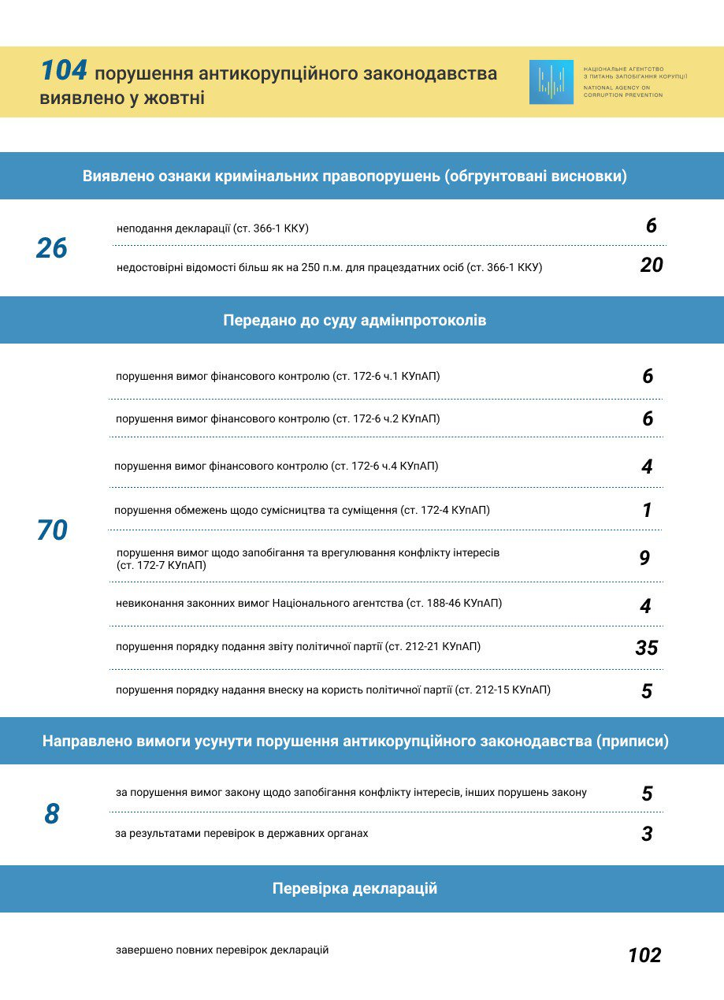 104 порушення антикорупційного законодавства
виявлено у жовтні
НАЦІОНАЛЬНЕ АГЕНТСТВО
З ПИТАНЬ ЗАПОБІГАННЯ КОРУПЦІЇ
NATIONAL AGENCY ON
CORRUPTION PREVENTION
Виявлено ознаки кримінальних правопорушень (обгрунтовані висновки)
26
неподання декларації (ст. 366-1 ККУ) 6
недостовірні відомості більш як на 250 п.м. для працездатних осіб (ст. 366-1 ККУ) 20
Передано до суду адмінпротоколів
70
порушення вимог фінансового контролю (ст. 172-6 ч.1 КУпАП) 6
порушення вимог фінансового контролю (ст. 172-6 ч.2 КУпАП) 6
порушення вимог фінансового контролю (ст. 172-6 ч.4 КУпАП) 4
порушення обмежень щодо сумісництва та суміщення (ст. 172-4 КУпАП) 1
порушення вимог щодо запобігання та врегулювання конфлікту інтересів
(ст. 172-7 КУпАП) 9
невиконання законних вимог Національного агентства (ст. 188-46 КУпАП) 4
порушення порядку подання звіту політичної партії (ст. 212-21 КУпАП) 35
порушення порядку надання внеску на користь політичної партії (ст. 212-15 КУпАП) 5
Направлено вимоги усунути порушення антикорупційного законодавства (приписи)
8
за порушення вимог закону щодо запобігання конфлікту інтересів, інших порушень закону 5
за результатами перевірок в державних органах 3
Перевірка декларацій
завершено повних перевірок декларацій 102